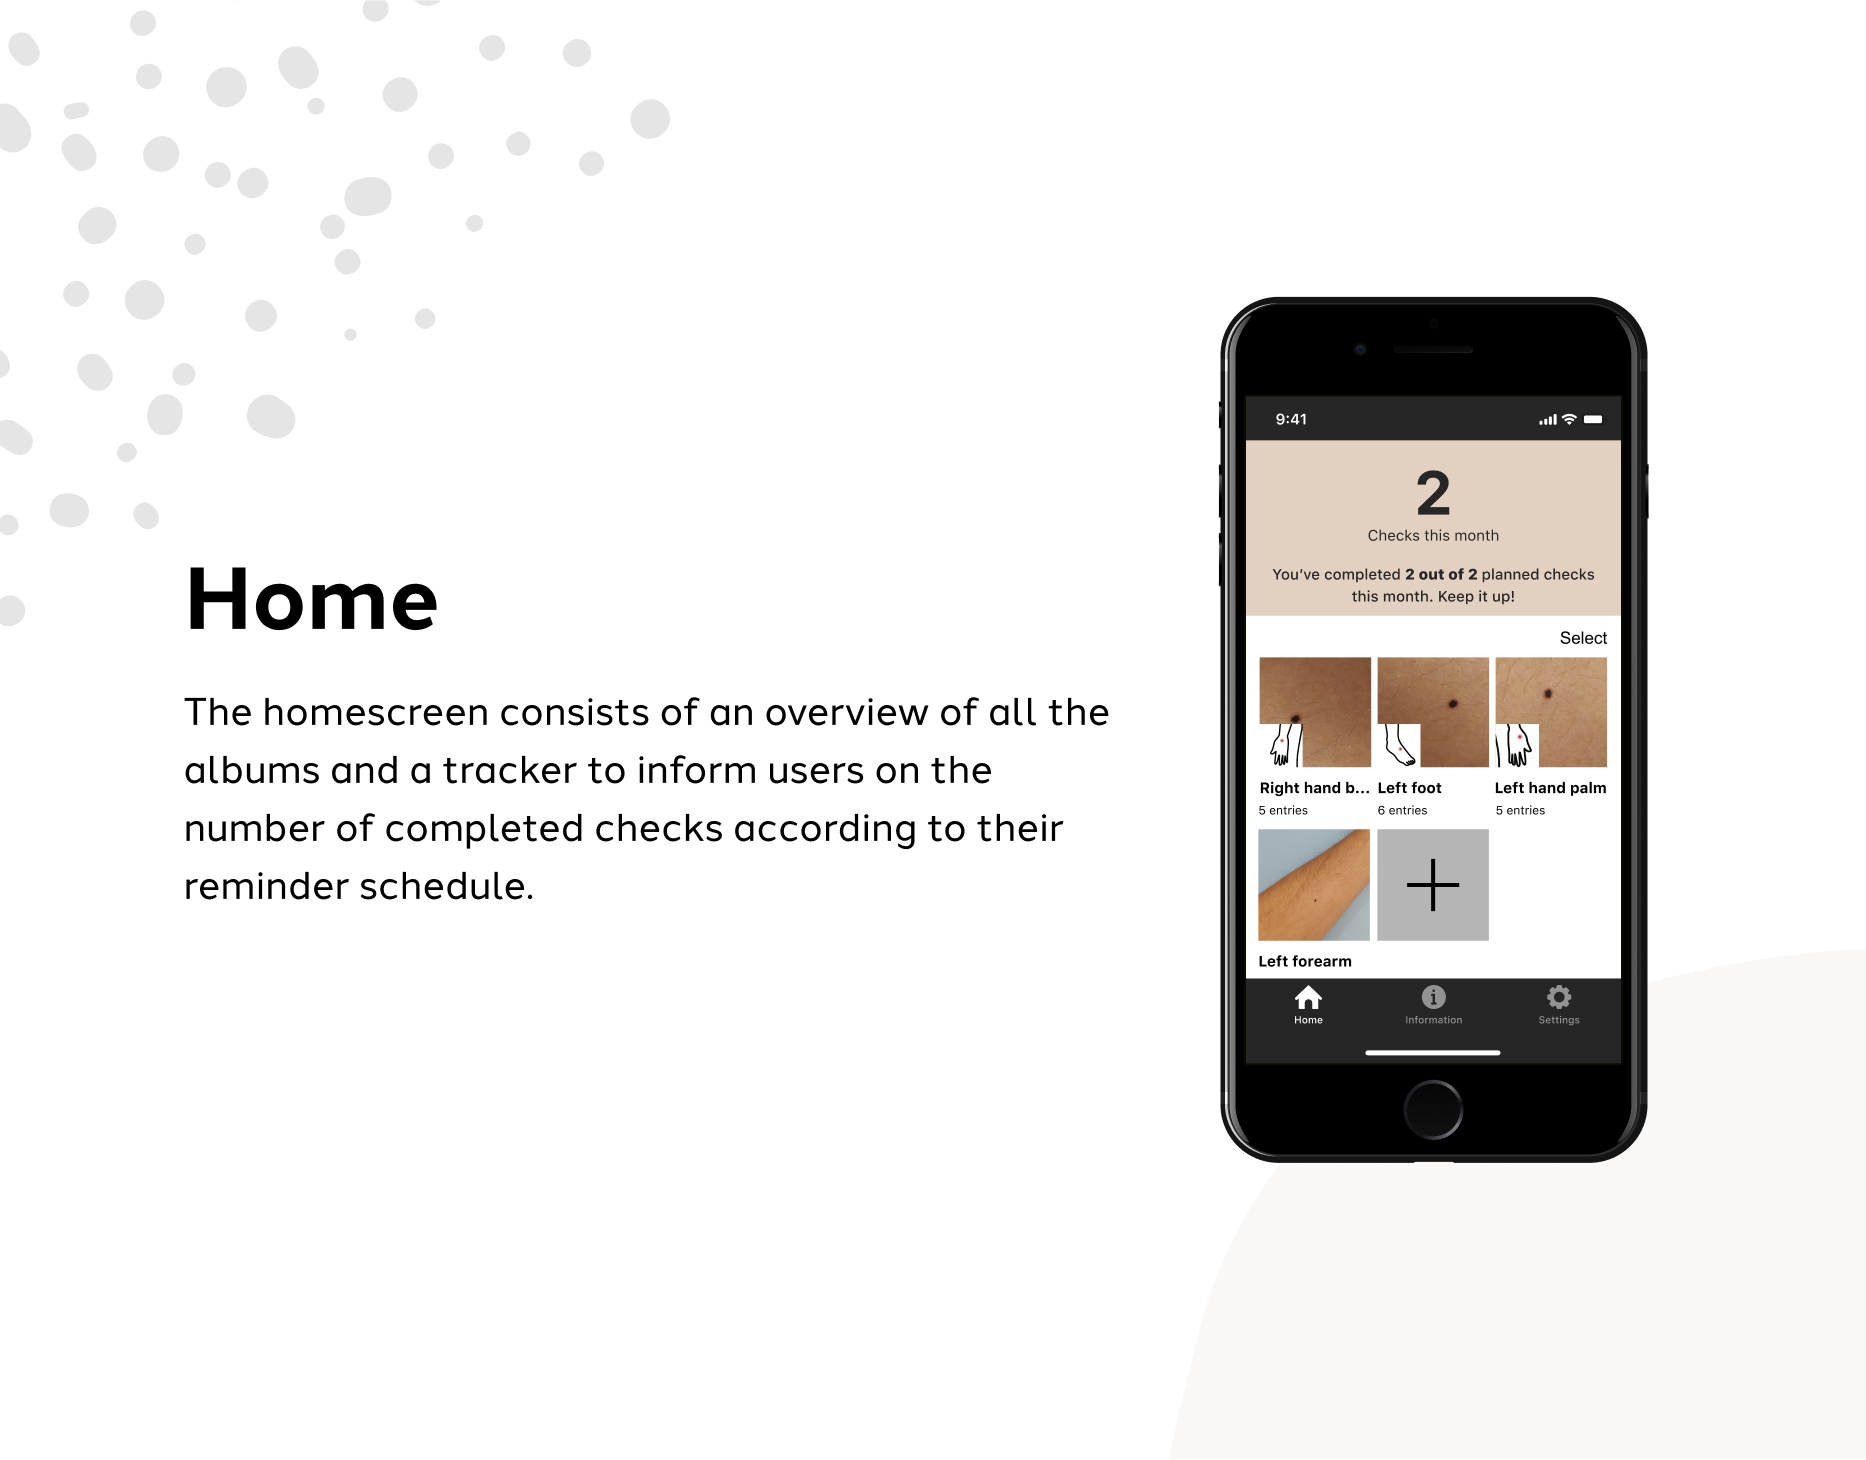 Home
The homescreen consists of an overview of all the
albums and a tracker to inform users on the
number of completed checks according to their
reminder schedule.
9:41
2
Checks this month
You’ve completed 2 out of 2 planned checks
this month. Keep it up!
Select
Right hand b... Left foot Left hand palm
5 entries 6 entries 5 entries
Left forearm
Home Information Settings